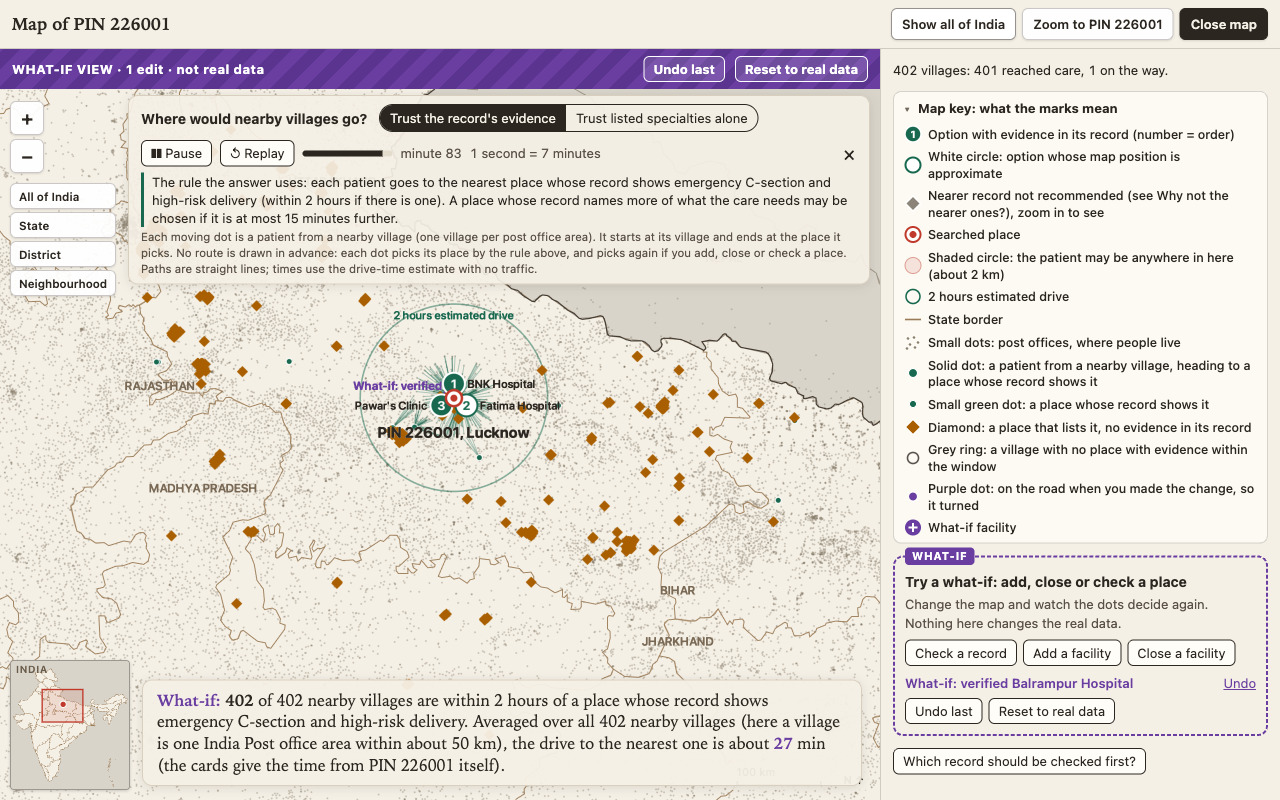 Map of PIN 226001
Show all of India
Zoom to PIN 226001
Close map
WHAT-IF VIEW · 1 edit · not real data
Undo last
Reset to real data
402 villages: 401 reached care, 1 on the way.
+
−
All of India
State
District
Neighbourhood
Where would nearby villages go?
Trust the record's evidence
Trust listed specialties alone
Pause
Replay
minute 83 1 second = 7 minutes
The rule the answer uses: each patient goes to the nearest place whose record shows emergency C-section and
high-risk delivery (within 2 hours if there is one). A place whose record names more of what the care needs may be
chosen if it is at most 15 minutes further.
Each moving dot is a patient from a nearby village (one village per post office area). It starts at its village and ends at the place it
picks. No route is drawn in advance: each dot picks its place by the rule above, and picks again if you add, close or check a place.
Paths are straight lines; times use the drive-time estimate with no traffic.
2 hours estimated drive
RAJASTHAN
What-if: verified
1
BNK Hospital
Pawar's Clinic
3
2
Fatima Hospital
PIN 226001, Lucknow
MADHYA PRADESH
BIHAR
JHARKHAND
INDIA
100 km
N
What-if: 402 of 402 nearby villages are within 2 hours of a place whose record shows
emergency C-section and high-risk delivery. Averaged over all 402 nearby villages (here a village
is one India Post office area within about 50 km), the drive to the nearest one is about 27 min
(the cards give the time from PIN 226001 itself).
Map key: what the marks mean
1
Option with evidence in its record (number = order)
White circle: option whose map position is
approximate
Nearer record not recommended (see Why not the
nearer ones?), zoom in to see
Searched place
Shaded circle: the patient may be anywhere in here
(about 2 km)
2 hours estimated drive
State border
Small dots: post offices, where people live
Solid dot: a patient from a nearby village, heading to a
place whose record shows it
Small green dot: a place whose record shows it
Diamond: a place that lists it, no evidence in its record
Grey ring: a village with no place with evidence within
the window
Purple dot: on the road when you made the change, so
it turned
What-if facility
WHAT-IF
Try a what-if: add, close or check a place
Change the map and watch the dots decide again.
Nothing here changes the real data.
Check a record
Add a facility
Close a facility
What-if: verified Balrampur Hospital
Undo
Undo last
Reset to real data
Which record should be checked first?